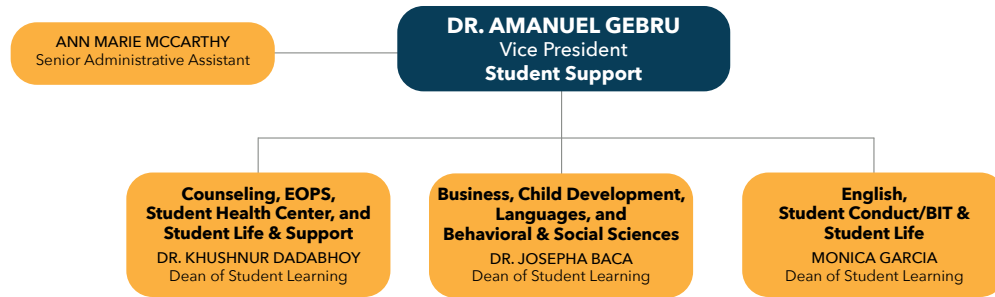 DR. AMANUEL GEBRU
Vice President
Student Support
ANN MARIE MCCARTHY
Senior Administrative Assistant
Counseling, EOPS,
Student Health Center, and
Student Life & Support
DR. KHUSHNUR DADABHOY
Dean of Student Learning
Business, Child Development,
Languages, and
Behavioral & Social Sciences
DR. JOSEPHA BACA
Dean of Student Learning
English,
Student Conduct/BIT &
Student Life
MONICA GARCIA
Dean of Student Learning